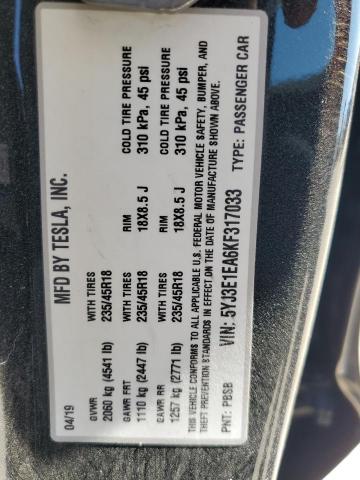 MFD BY TESLA, INC.
04/19
GVWR WITH TIRES RIM COLD TIRE PRESSURE
2060 kg (4541 lb) 235/45R18 18X8.5 J 310 kPa, 45 psi
GAWR FRT WITH TIRES RIM COLD TIRE PRESSURE
1110 kg (2447 lb) 235/45R18 18X8.5 J 310 kPa, 45 psi
GAWR RR WITH TIRES
1257 kg (2771 lb) 235/45R18
THIS VEHICLE CONFORMS TO ALL APPLICABLE U.S. FEDERAL MOTOR VEHICLE SAFETY, BUMPER, AND
THEFT PREVENTION STANDARDS IN EFFECT ON THE DATE OF MANUFACTURE SHOWN ABOVE.
PNT: PBSB VIN: 5YJ3E1EA6KF317033 TYPE: PASSENGER CAR